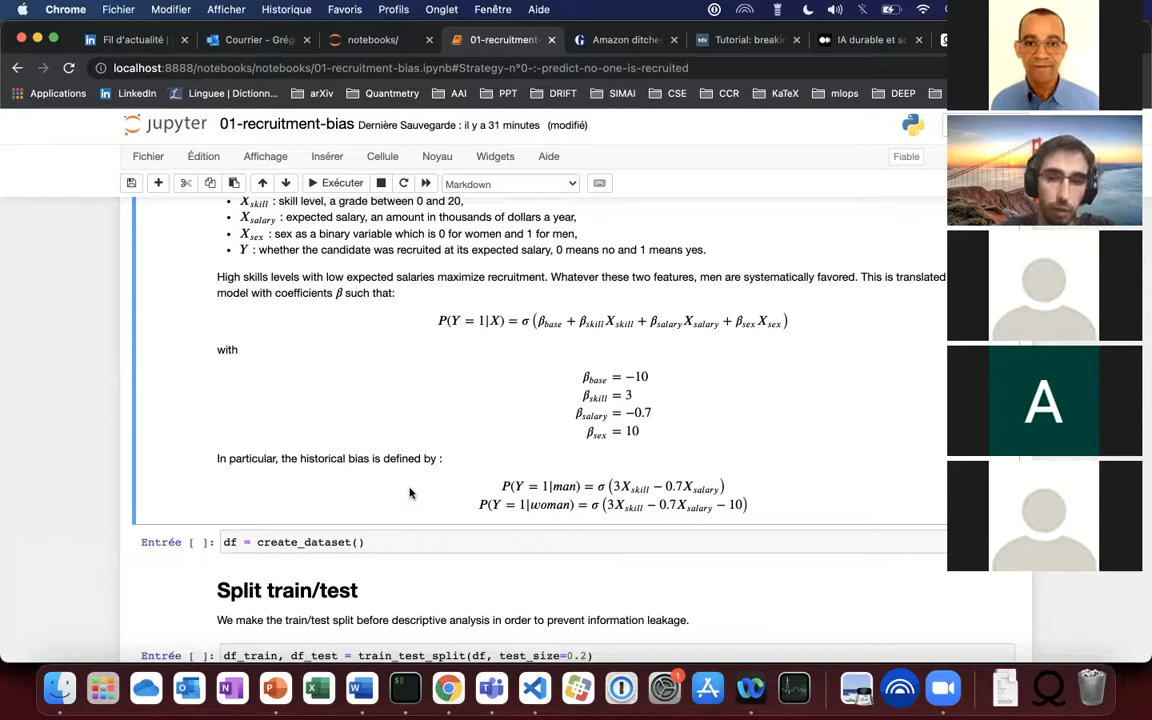 Chrome Fichier Modifier Afficher Historique Favoris Profils Onglet Fenêtre Aide
Fil d'actualité | Courrier - Grég notebooks/ 01-recruitment- Amazon ditche Tutorial: breaki IA durable et s
localhost:8888/notebooks/notebooks/01-recruitment-bias.ipynb#Strategy-n°0-:-predict-no-one-is-recruited
Applications LinkedIn Linguee | Dictionn... arXiv Quantmetry AAI PPT DRIFT SIMAI CSE CCR KaTeX mlops DEEP
jupyter 01-recruitment-bias Dernière Sauvegarde : il y a 31 minutes (modifié)
Fichier Édition Affichage Insérer Cellule Noyau Widgets Aide Fiable
Exécuter Markdown
• X_skill : skill level, a grade between 0 and 20,
• X_salary : expected salary, an amount in thousands of dollars a year,
• X_sex : sex as a binary variable which is 0 for women and 1 for men,
• Y : whether the candidate was recruited at its expected salary, 0 means no and 1 means yes.
High skills levels with low expected salaries maximize recruitment. Whatever these two features, men are systematically favored. This is translated
model with coefficients β such that:
P(Y = 1|X) = σ (β_base + β_skill X_skill + β_salary X_salary + β_sex X_sex)
with
β_base = −10
β_skill = 3
β_salary = −0.7
β_sex = 10
In particular, the historical bias is defined by :
P(Y = 1|man) = σ (3X_skill − 0.7X_salary)
P(Y = 1|woman) = σ (3X_skill − 0.7X_salary − 10)
Entrée [ ]: df = create_dataset()
Split train/test
We make the train/test split before descriptive analysis in order to prevent information leakage.
Entrée [ ]: df_train, df_test = train_test_split(df, test_size=0.2)
A